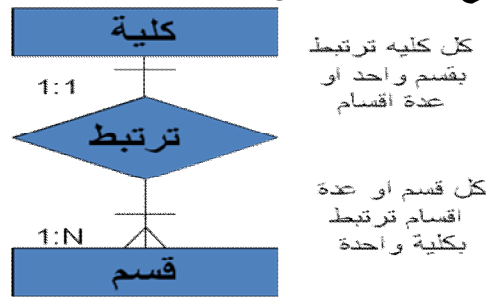 كلية
كل كليه ترتبط
بقسم واحد او
عدة اقسام
1:1
ترتبط
كل قسم او عدة
اقسام ترتبط
بكلية واحدة
1:N
قسم